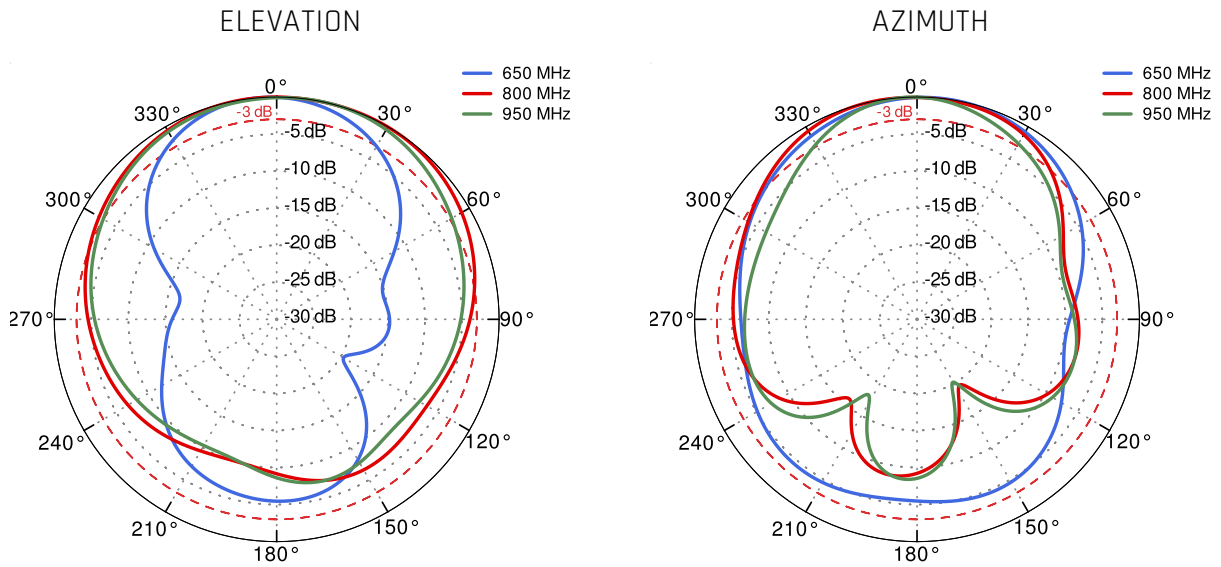 ELEVATION
650 MHz
800 MHz
950 MHz
0°
330°
-3 dB
30°
-5 dB
-10 dB
300°
60°
-15 dB
-20 dB
-25 dB
-30 dB
270°
90°
240°
120°
210°
150°
180°
AZIMUTH
650 MHz
800 MHz
950 MHz
0°
330°
-3 dB
30°
-5 dB
-10 dB
300°
60°
-15 dB
-20 dB
-25 dB
-30 dB
270°
90°
240°
120°
210°
150°
180°